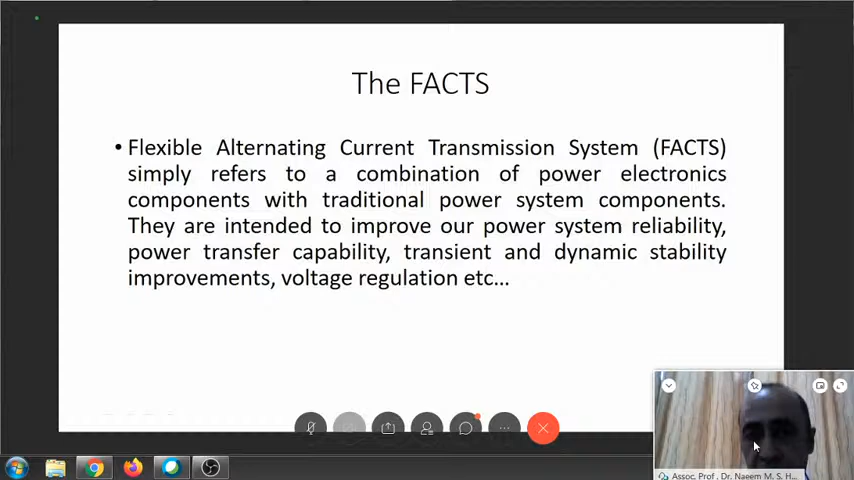 The FACTS
• Flexible Alternating Current Transmission System (FACTS)
simply refers to a combination of power electronics
components with traditional power system components.
They are intended to improve our power system reliability,
power transfer capability, transient and dynamic stability
improvements, voltage regulation etc...
Assoc. Prof . Dr. Naeem M. S. H...